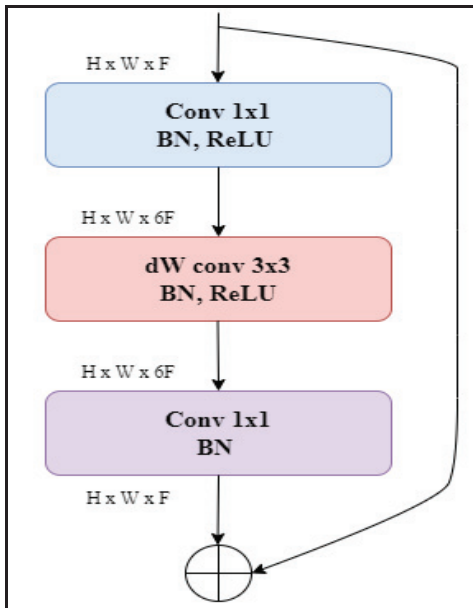 H x W x F
Conv 1x1
BN, ReLU
H x W x 6F
dW conv 3x3
BN, ReLU
H x W x 6F
Conv 1x1
BN
H x W x F